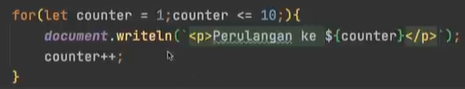 for(let counter = 1;counter <= 10;){
document.writeln(`<p>Perulangan ke ${counter}</p>`);
counter++;
}